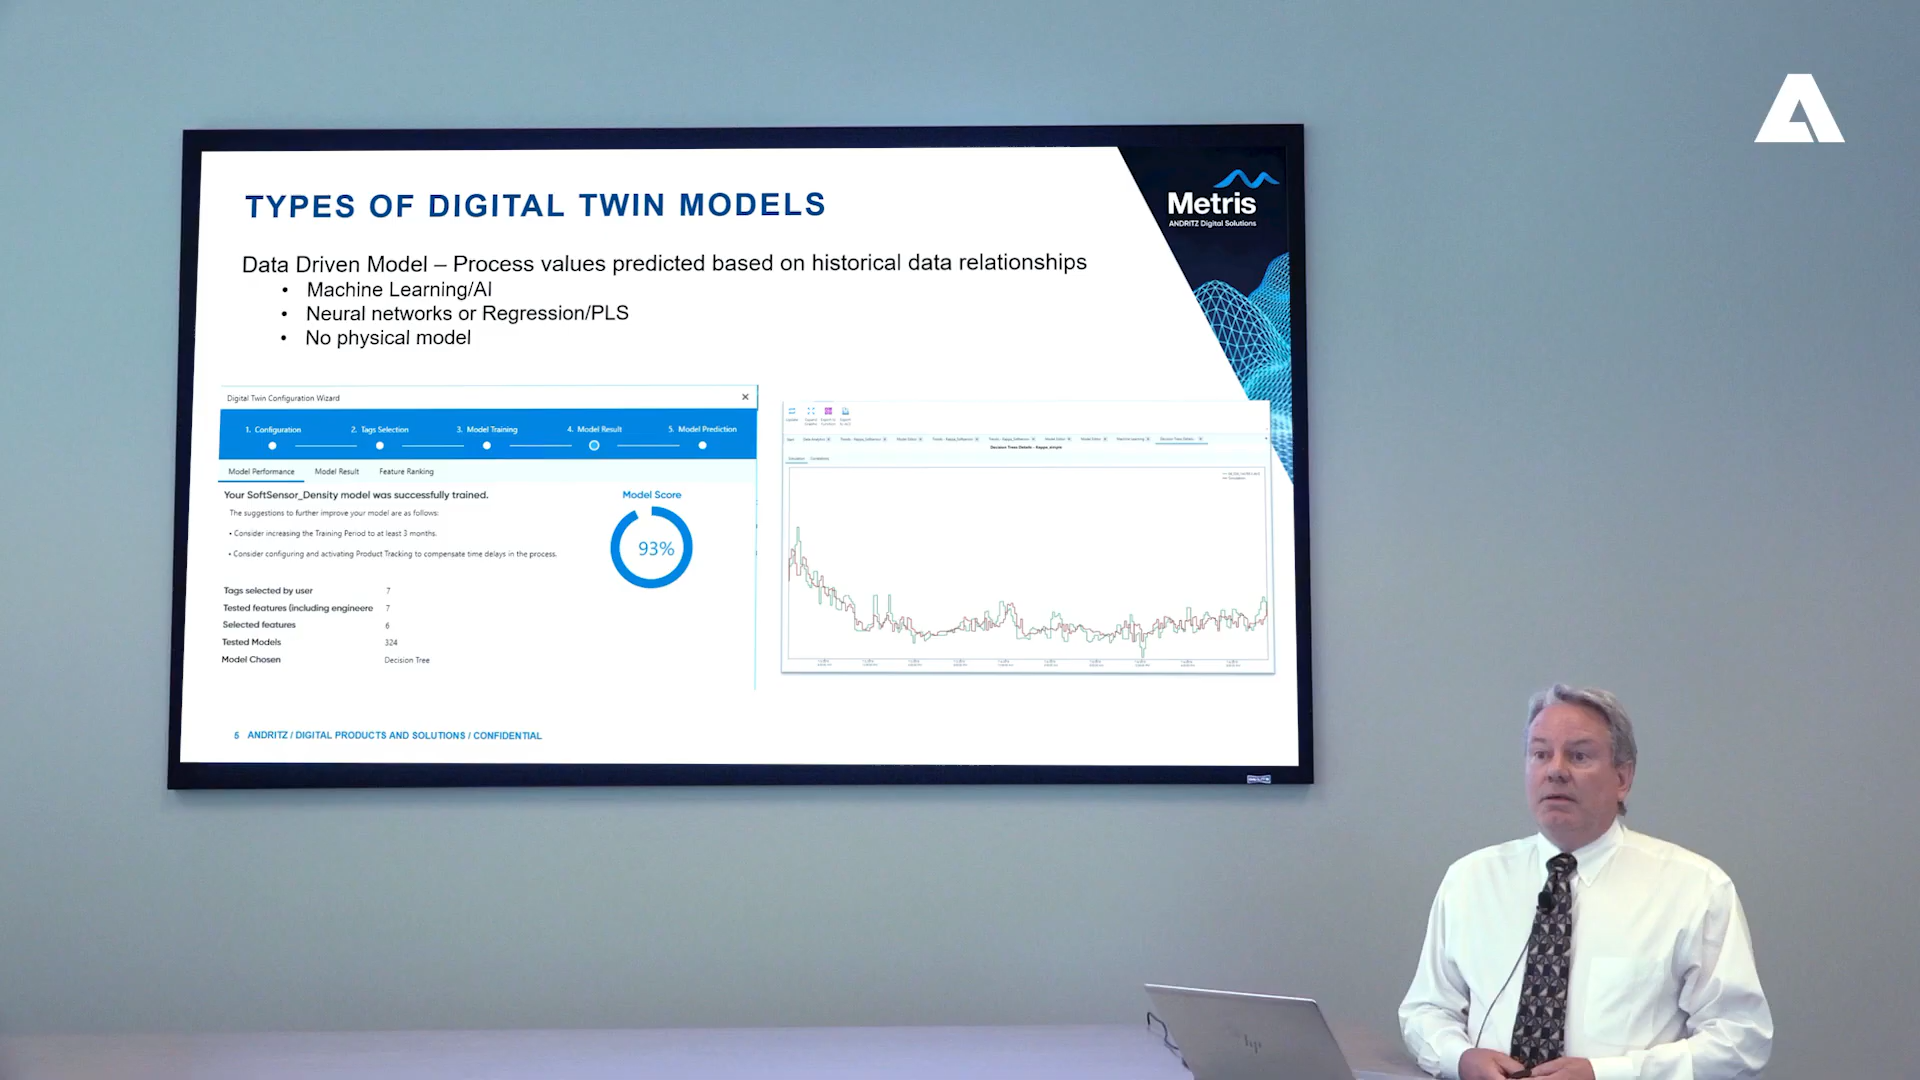 TYPES OF DIGITAL TWIN MODELS
Metris
ANDRITZ Digital Solutions
Data Driven Model – Process values predicted based on historical data relationships
• Machine Learning/AI
• Neural networks or Regression/PLS
• No physical model
Digital Twin Configuration Wizard
1. Configuration 2. Tags Selection 3. Model Training 4. Model Result 5. Model Prediction
Model Performance Model Result Feature Ranking
Your SoftSensor_Density model was successfully trained.
The suggestions to further improve your model are as follows:
• Consider increasing the Training Period to at least 3 months.
• Consider configuring and activating Product Tracking to compensate time delays in the process.
Model Score
93%
Tags selected by user 7
Tested features (including engineere 7
Selected features 6
Tested Models 324
Model Chosen Decision Tree
Decision Trees Details - Kappa_simple
5 ANDRITZ / DIGITAL PRODUCTS AND SOLUTIONS / CONFIDENTIAL
hp